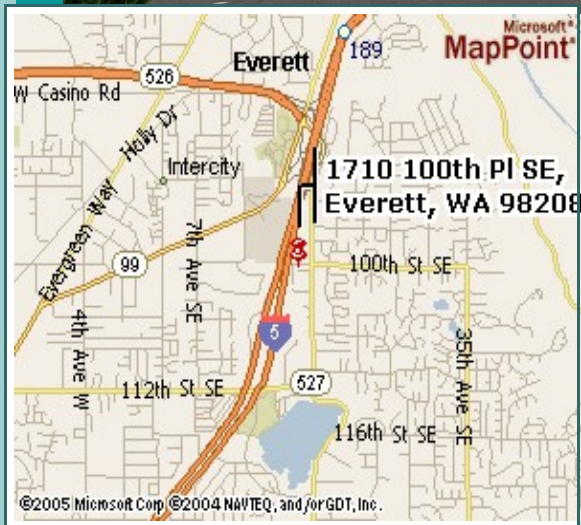 Microsoft®
MapPoint®
189
Everett
526
W Casino Rd
Holly Dr
Intercity
1710 100th Pl SE,
Everett, WA 98208
Evergreen Way
99
7th Ave SE
100th St SE
4th Ave W
5
35th Ave SE
112th St SE
527
116th St SE
©2005 Microsoft Corp ©2004 NAVTEQ, and/or GDT, Inc.